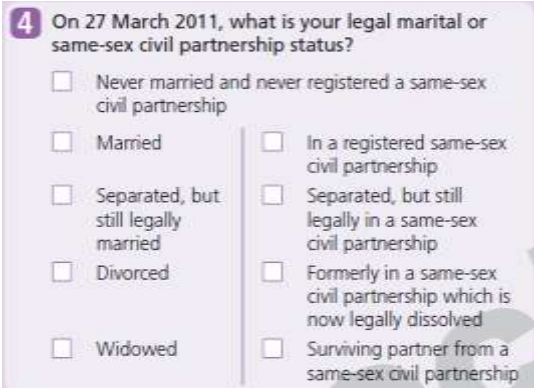 4 On 27 March 2011, what is your legal marital or
same-sex civil partnership status?
Never married and never registered a same-sex
civil partnership
Married
Separated, but
still legally
married
Divorced
Widowed
In a registered same-sex
civil partnership
Separated, but still
legally in a same-sex
civil partnership
Formerly in a same-sex
civil partnership which is
now legally dissolved
Surviving partner from a
same-sex civil partnership